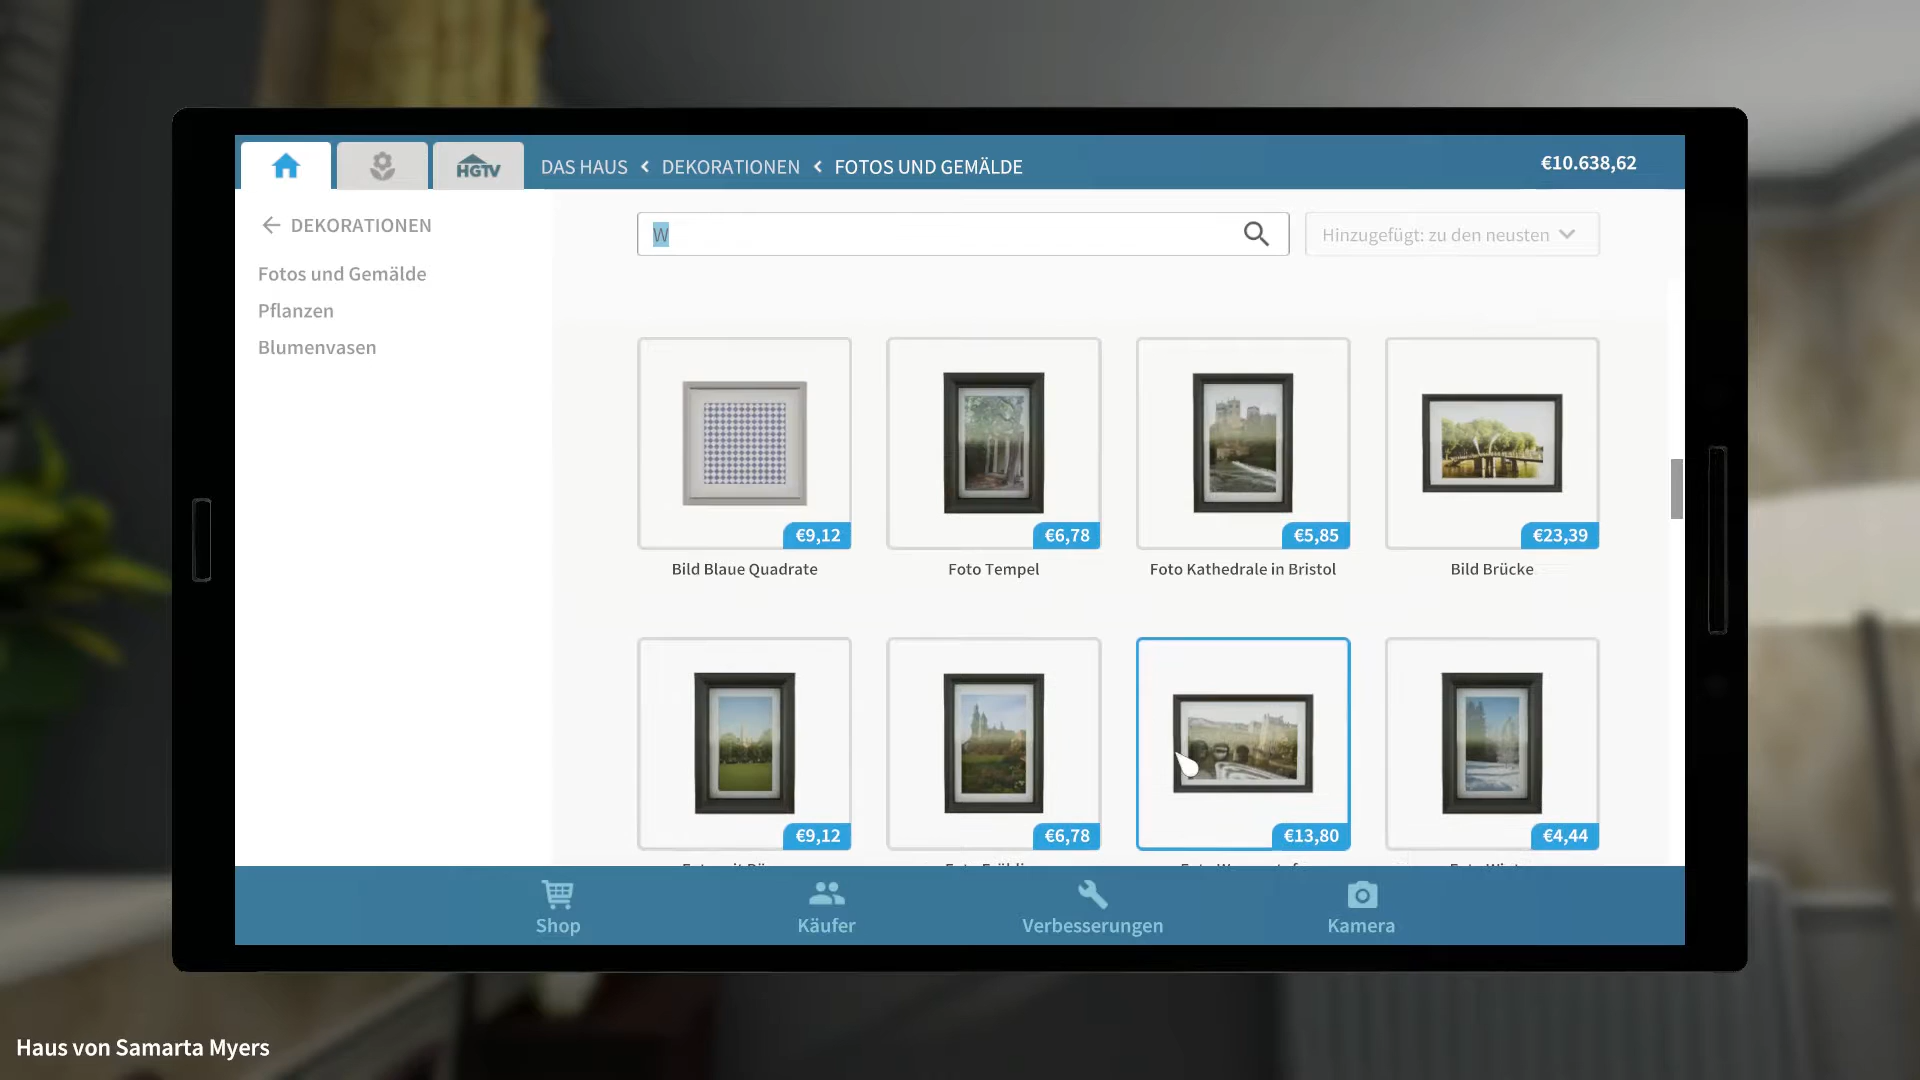 HGTV
DAS HAUS < DEKORATIONEN < FOTOS UND GEMÄLDE
€10.638,62
DEKORATIONEN
W
Hinzugefügt: zu den neusten
Fotos und Gemälde
Pflanzen
Blumenvasen
€9,12
€6,78
€5,85
€23,39
Bild Blaue Quadrate
Foto Tempel
Foto Kathedrale in Bristol
Bild Brücke
€9,12
€6,78
€13,80
€4,44
Shop
Käufer
Verbesserungen
Kamera
Haus von Samarta Myers